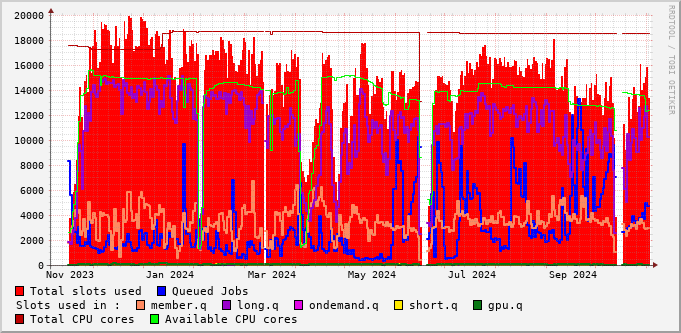 20000
18000
16000
14000
12000
10000
8000
6000
4000
2000
0
Nov 2023 Jan 2024 Mar 2024 May 2024 Jul 2024 Sep 2024
RRDTOOL / TOBI OETIKER
Total slots used Queued Jobs
Slots used in : member.q long.q ondemand.q short.q gpu.q
Total CPU cores Available CPU cores